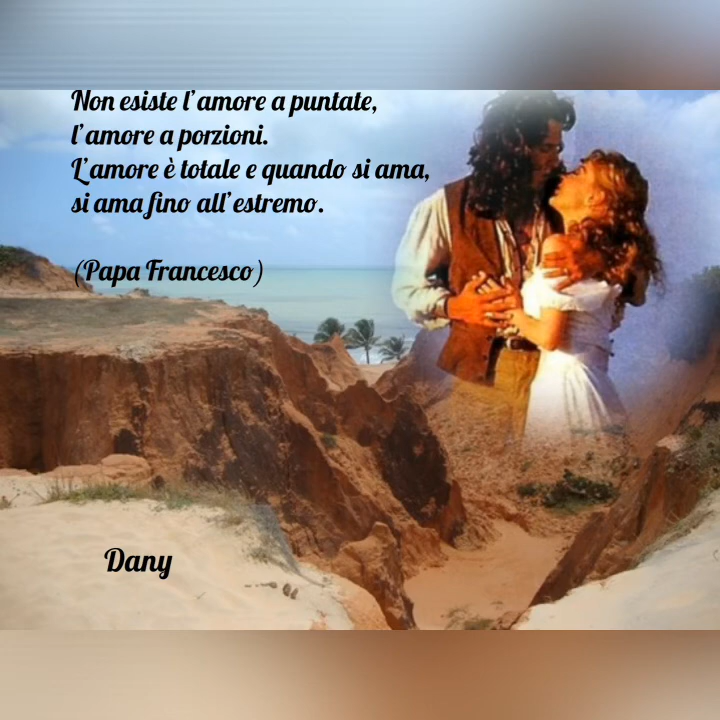 Non esiste l'amore a puntate,
l'amore a porzioni.
L'amore è totale e quando si ama,
si ama fino all'estremo.
(Papa Francesco)
Dany